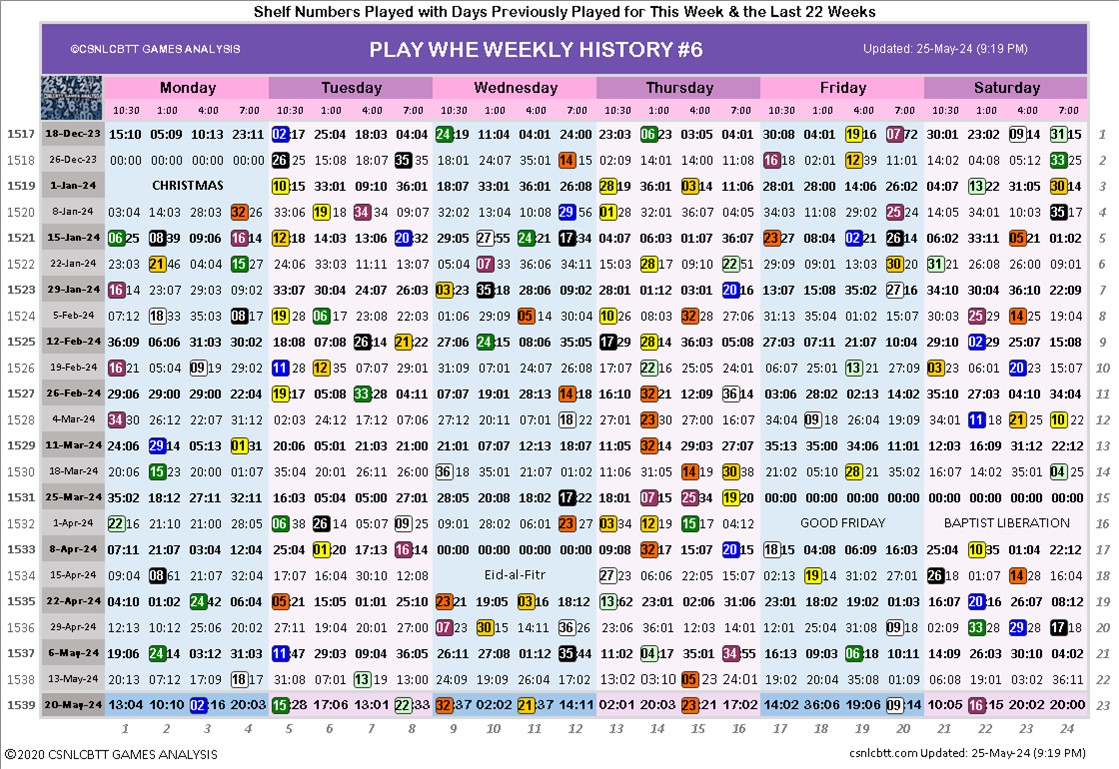 Shelf Numbers Played with Days Previously Played for This Week & the Last 22 Weeks
©CSNLCBTT GAMES ANALYSIS PLAY WHE WEEKLY HISTORY #6 Updated: 25-May-24 (9:19 PM)
Monday Tuesday Wednesday Thursday Friday Saturday
10:30 1:00 4:00 7:00 10:30 1:00 4:00 7:00 10:30 1:00 4:00 7:00 10:30 1:00 4:00 7:00 10:30 1:00 4:00 7:00 10:30 1:00 4:00 7:00
1517 18-Dec-23 15:10 05:09 10:13 23:11 02:17 25:04 18:03 04:04 24:19 11:04 04:01 24:00 23:03 06 23 03:05 04:01 30:08 04:01 19 16 07 72 30:01 23:02 09 14 31 15 1
1518 26-Dec-23 00:00 00:00 00:00 00:00 26 25 15:08 18:07 35 35 18:01 24:07 35:01 14 15 02:09 14:01 14:00 11:08 16 18 02:01 12 39 11:01 14:02 04:08 05:12 33 25 2
1519 1-Jan-24 CHRISTMAS 10 15 33:01 09:10 36:01 18:07 33:01 36:01 26:08 28 19 36:01 03 14 11:06 28:01 28:00 14:06 26:02 04:07 13 22 31:05 30 14 3
1520 8-Jan-24 03:04 14:03 28:03 32 26 33:06 19 18 34 34 09:07 32:02 13:04 10:08 29 56 01 28 32:01 36:07 04:05 34:03 11:08 29:02 25 24 14:05 34:01 10:03 35 17 4
1521 15-Jan-24 06 25 08 39 09:06 16 14 12 18 14:03 13:06 20 32 29:05 27 55 24 21 17 34 04:07 06:03 01:06 36:07 23 27 08:04 02 21 26 14 06:02 33:11 05 21 01:02 5
1522 22-Jan-24 23:03 21 46 04:04 15 27 24:06 33:03 11:11 13:07 05:04 07 33 36:06 34:11 15:03 28 17 09:10 22 51 29:09 09:01 13:03 30 20 31 21 26:08 26:00 09:01 6
1523 29-Jan-24 16 14 23:07 29:03 09:02 33:07 30:04 24:07 26:03 03 23 35 18 28:06 09:02 28:01 01:12 03:01 20 16 13:07 15:08 35:02 27 16 34:10 30:04 36:10 22:09 7
1524 5-Feb-24 07:12 18 33 35:03 08 17 19 28 06 17 23:08 22:03 01:06 29:09 05 14 30:04 10 26 08:03 32 28 27:06 31:13 35:04 01:02 15:07 30:03 25 29 14 25 19:04 8
1525 12-Feb-24 36:09 06:06 31:03 30:02 18:08 07:08 26 14 21 22 27:06 24 15 08:06 35:05 17 29 28 14 36:03 05:08 27:03 07:11 21:07 10:04 29:10 02 29 25:07 15:08 9
1526 19-Feb-24 16 21 05:04 09 19 29:02 11 28 12 35 07:07 09:01 24:06 21:06 34:13 10:07 17:07 22 16 25:05 24:01 06:07 25:01 13 21 27:09 03 23 06:01 20 23 15:07 10
1527 26-Feb-24 29:06 29:00 29:00 22:04 19 17 05:08 33 28 04:11 07:07 19:01 28:13 14 18 16:10 32 21 12:09 36 14 03:06 28:03 02:13 14:02 35:10 27:03 04:10 34:04 11
1528 4-Mar-24 34 30 26:12 22:07 31:12 02:03 24:12 17:12 07:06 27:12 20:11 07:07 18 22 27:01 23 30 27:00 16:07 34:04 09 18 26:04 19:09 34:01 11 18 21 25 10 22 12
1529 11-Mar-24 24:06 29 14 05:13 01 31 20:06 05:01 21:03 21:00 21:01 07:07 12:13 18:07 11:05 32 14 29:03 27:07 35:13 35:00 14:06 11:01 12:03 16:09 31:12 22:12 13
1530 18-Mar-24 20:06 15 23 20:00 01:07 35:04 20:01 26:11 26:00 36 18 35:01 21:07 01:02 11:06 31:05 14 19 30 38 21:02 05:10 28 21 35:02 16:07 14:02 35:01 04 25 14
1531 25-Mar-24 35:02 18:12 27:11 32:11 16:03 05:04 05:00 27:01 28:05 20:08 18:02 17 22 18:01 07 15 25 34 19 20 00:00 00:00 00:00 00:00 00:00 00:00 00:00 00:00 15
1532 1-Apr-24 22 16 21:10 21:00 28:05 06 38 26 14 05:07 09 25 09:01 28:02 06:01 23 27 03 34 12 19 15 17 04:12 GOOD FRIDAY BAPTIST LIBERATION 16
1533 8-Apr-24 07:11 21:07 03:04 12:04 25:04 01 20 17:13 16 14 00:00 00:00 00:00 00:00 09:08 32 17 15:07 20 15 18 15 04:08 06:09 16:03 25:04 10 35 01:04 22:12 17
1534 15-Apr-24 09:04 08 61 21:07 32:04 17:07 16:04 30:10 12:08 Eid-al-Fitr 27 23 06:06 22:05 15:07 02:13 19 14 31:02 27:01 26 18 01:07 14 28 16:04 18
1535 22-Apr-24 04:10 01:02 24 42 06:04 05 21 15:05 01:01 25:10 23 21 19:05 03 16 18:12 13 62 23:01 02:06 31:06 23:01 18:02 19:02 01:03 16:07 20 16 26:07 08:12 19
1536 29-Apr-24 12:13 10:12 25:06 20:02 27:11 19:04 20:01 27:00 07 23 30 15 14:11 36 26 23:06 36:01 12:03 14:01 12:01 25:04 31:08 09 18 02:09 33 28 29 28 17 18 20
1537 6-May-24 19:06 24 14 03:12 31:03 11 47 29:03 09:04 36:05 26:11 27:08 01:12 35 44 11:02 04 17 35:01 34 55 16:13 09:03 06 18 10:11 14:09 26:03 30:10 04:02 21
1538 13-May-24 20:13 07:12 17:09 18 17 31:08 07:01 13 19 13:00 24:09 19:09 26:04 17:02 13:02 03:10 05 23 24:01 19:02 20:04 35:08 01:09 06:08 19:01 03:02 36:11 22
1539 20-May-24 13:04 10:10 02:16 20:03 15:28 17:06 13:01 22:33 32:37 02:02 21:37 14:11 02:01 20:03 23:21 17:02 14:02 36:06 19:06 09:14 10:05 16:15 20:02 20:00 23
1 2 3 4 5 6 7 8 9 10 11 12 13 14 15 16 17 18 19 20 21 22 23 24
©2020 CSNLCBTT GAMES ANALYSIS csnlcbtt.com Updated: 25-May-24 (9:19 PM)